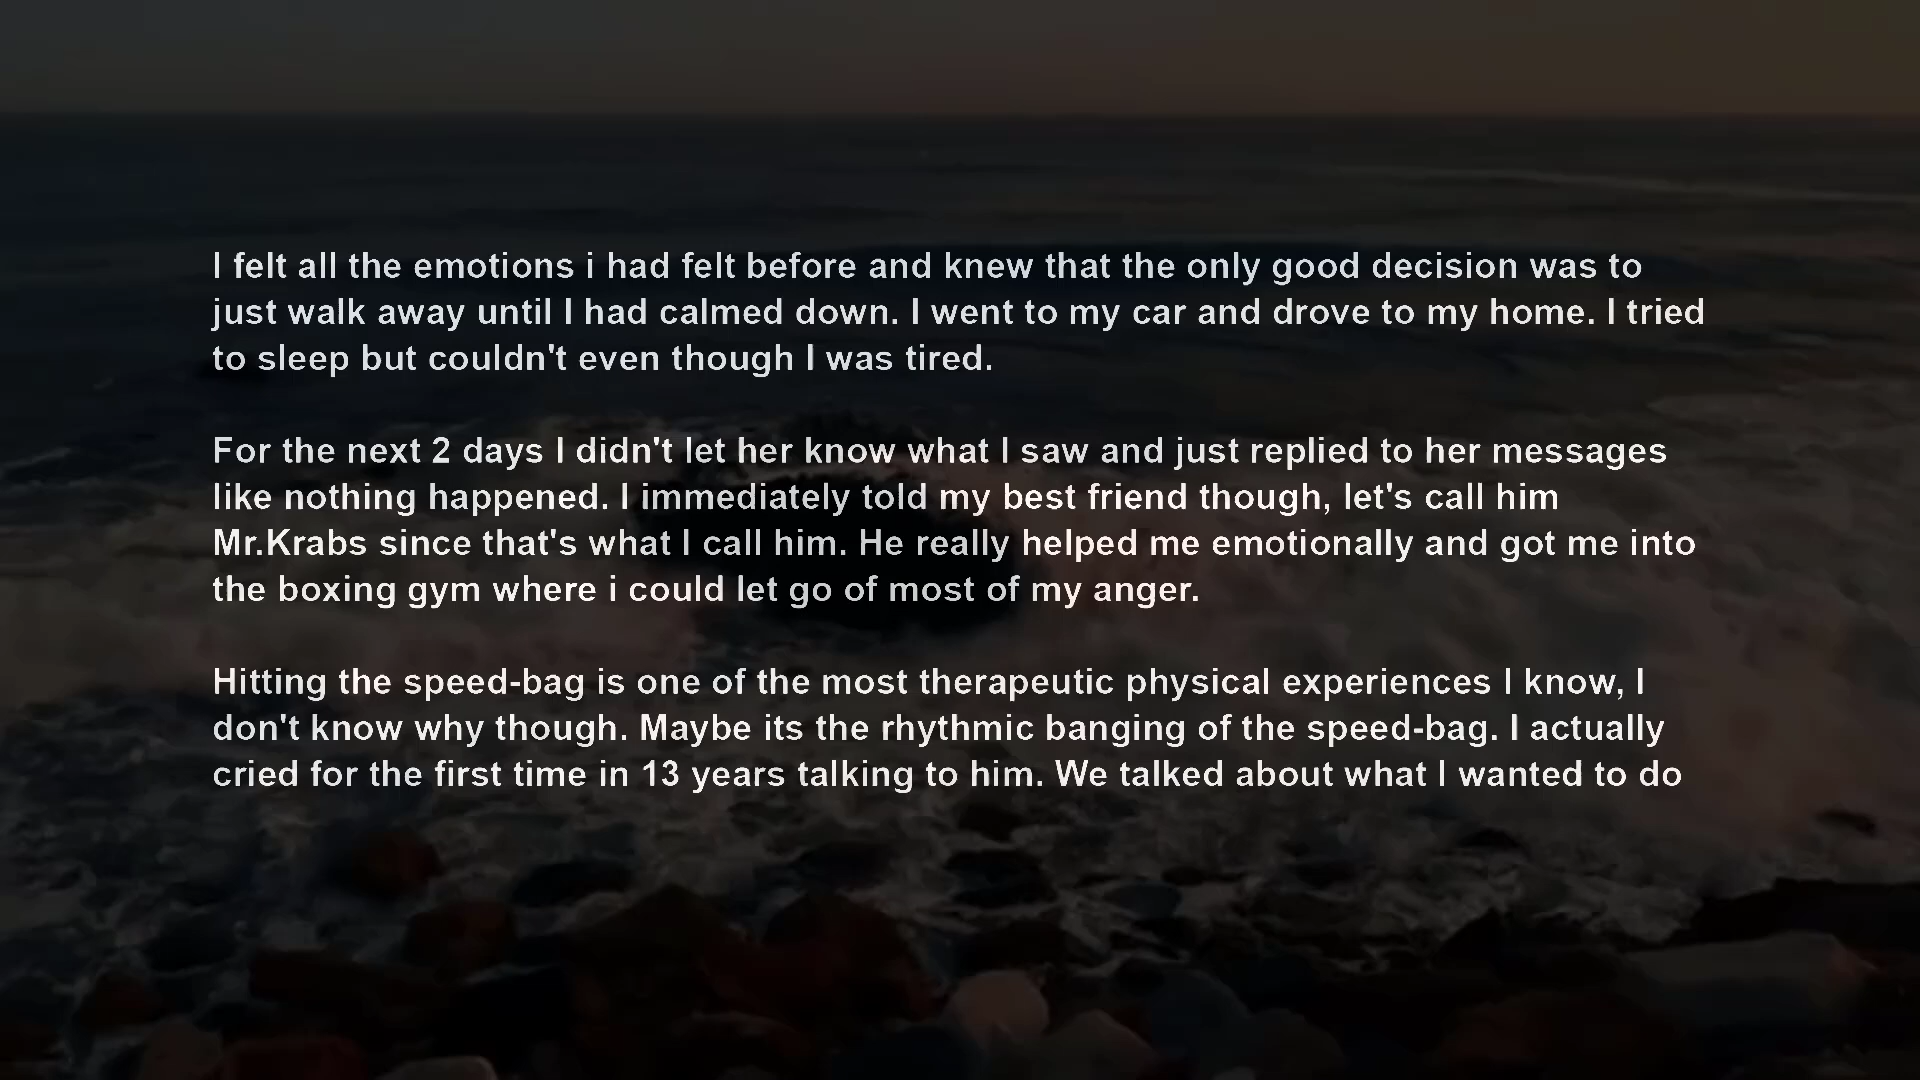 I felt all the emotions i had felt before and knew that the only good decision was to
just walk away until I had calmed down. I went to my car and drove to my home. I tried
to sleep but couldn't even though I was tired.
For the next 2 days I didn't let her know what I saw and just replied to her messages
like nothing happened. I immediately told my best friend though, let's call him
Mr.Krabs since that's what I call him. He really helped me emotionally and got me into
the boxing gym where i could let go of most of my anger.
Hitting the speed-bag is one of the most therapeutic physical experiences I know, I
don't know why though. Maybe its the rhythmic banging of the speed-bag. I actually
cried for the first time in 13 years talking to him. We talked about what I wanted to do